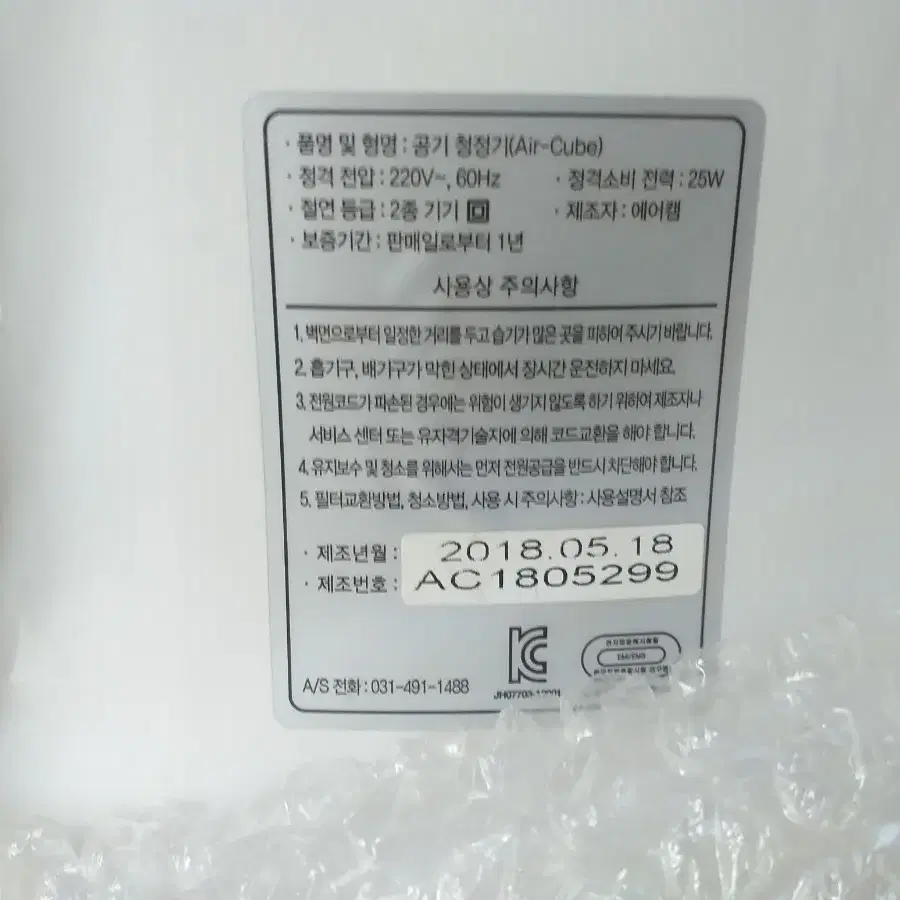 · 품명 및 형명 : 공기 청정기(Air-Cube)
· 정격 전압 : 220V~, 60Hz · 정격소비 전력 : 25W
· 절연 등급 : 2종 기기 · 제조자 : 에어캠
· 보증기간 : 판매일로부터 1년
사용상 주의사항
1. 벽면으로부터 일정한 거리를 두고 습기가 많은 곳을 피하여 주시기 바랍니다.
2. 흡기구, 배기구가 막힌 상태에서 장시간 운전하지 마세요.
3. 전원코드가 파손된 경우에는 위험이 생기지 않도록 하기 위하여 제조자나
서비스 센터 또는 유자격기술자에 의해 코드교환을 해야 합니다.
4. 유지보수 및 청소를 위해서는 먼저 전원공급을 반드시 차단해야 합니다.
5. 필터교환방법, 청소방법, 사용 시 주의사항 : 사용설명서 참조
· 제조년월 : 2018.05.18
· 제조번호 : AC1805299
A/S 전화 : 031-491-1488